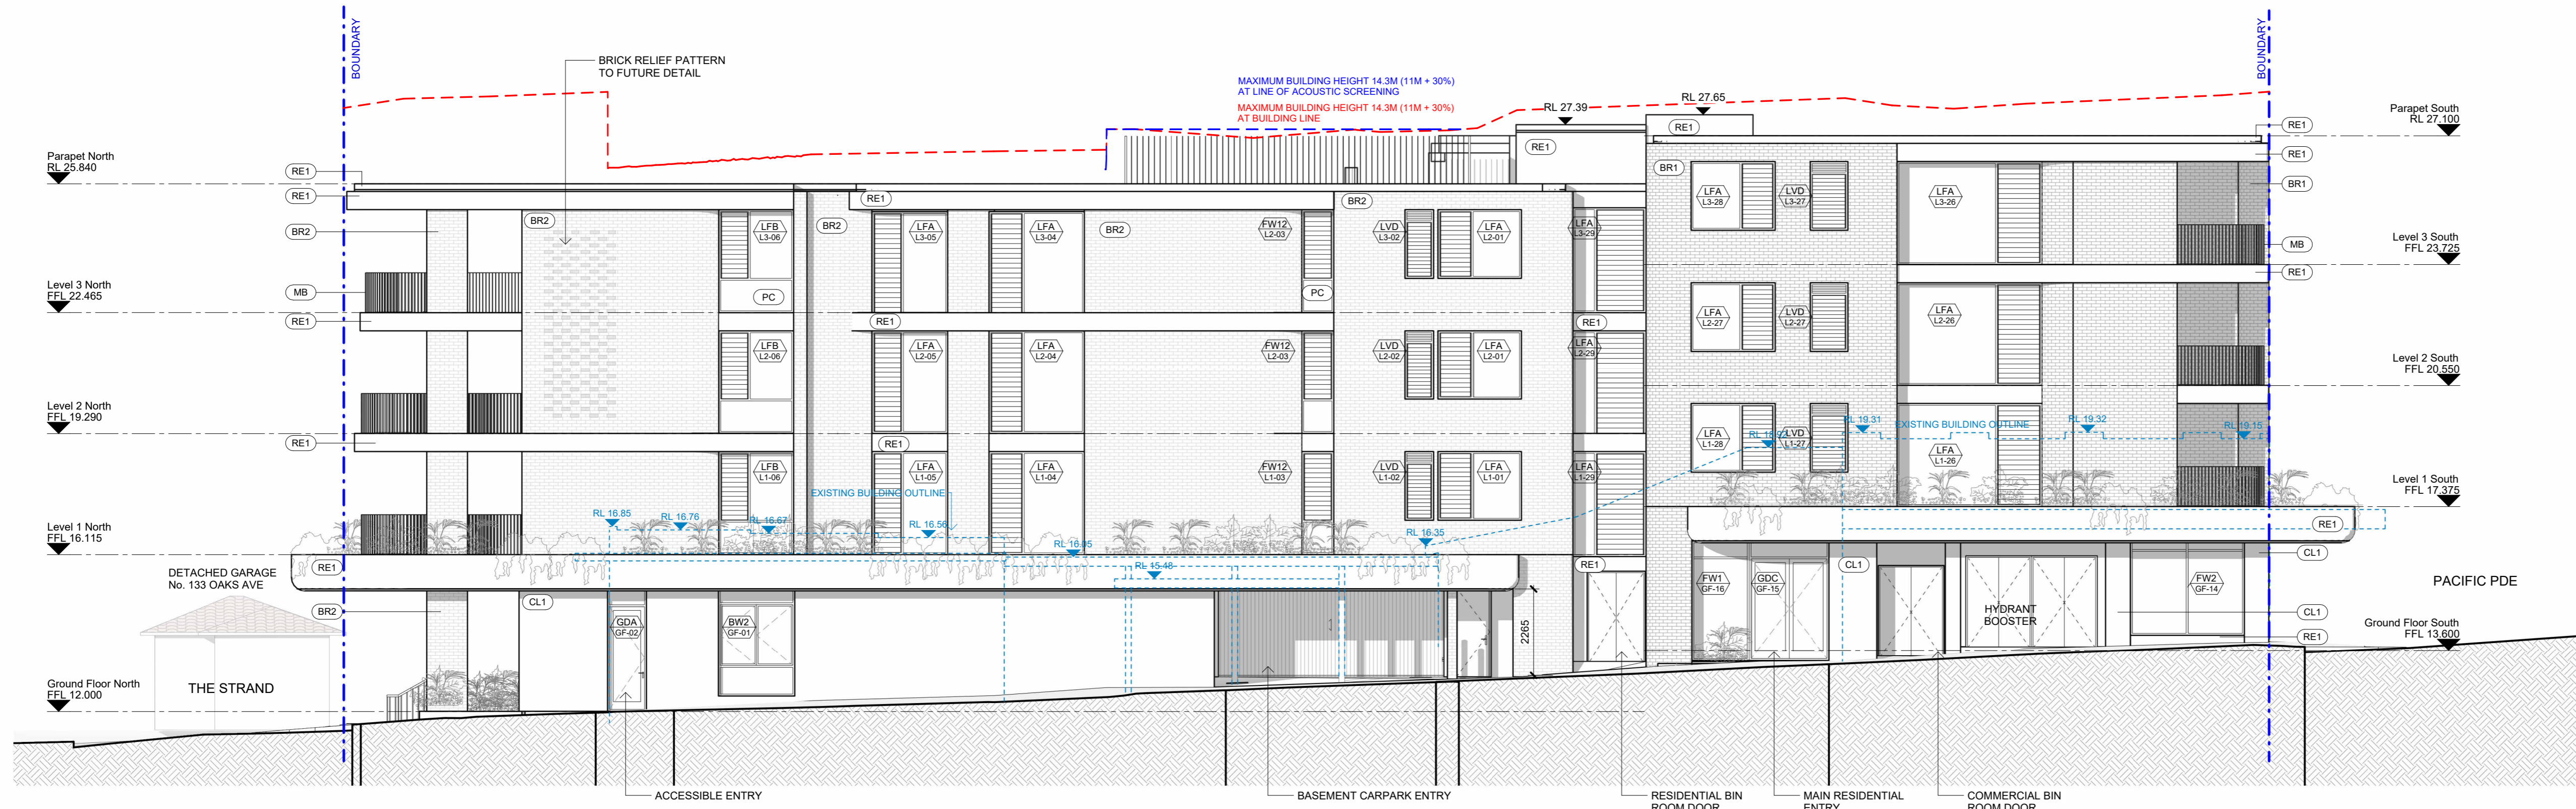 BOUNDARY
BRICK RELIEF PATTERN
TO FUTURE DETAIL
MAXIMUM BUILDING HEIGHT 14.3M (11M + 30%)
AT LINE OF ACOUSTIC SCREENING
MAXIMUM BUILDING HEIGHT 14.3M (11M + 30%)
AT BUILDING LINE
RL 27.39
RL 27.65
BOUNDARY
Parapet South
RL 27.100
Parapet North
RL 25.840
Level 3 North
FFL 22.465
Level 2 North
FFL 19.290
Level 1 North
FFL 16.115
Ground Floor North
FFL 12.000
DETACHED GARAGE
No. 133 OAKS AVE
THE STRAND
RE1
RE1
BR2
MB
RE1
RE1
RE1
BR2
BR2
BR2
RE1
BR2
BR2
RE1
RE1
BR1
LFB
L3-06
LFA
L3-05
LFA
L3-04
FW12
L2-03
LVD
L3-02
LFA
L2-01
LFA
L3-29
LFA
L3-28
LVD
L3-27
LFA
L3-26
PC
PC
RE1
RE1
LFB
L2-06
LFA
L2-05
LFA
L2-04
FW12
L2-03
LVD
L2-02
LFA
L2-01
LFA
L2-29
LFA
L2-27
LVD
L2-27
LFA
L2-26
RE1
LFB
L1-06
LFA
L1-05
LFA
L1-04
FW12
L1-03
LVD
L1-02
LFA
L1-01
LFA
L1-29
LFA
L1-28
LVD
L1-27
LFA
L1-26
EXISTING BUILDING OUTLINE
RL 16.85
RL 16.76
RL 16.67
RL 16.56
RL 15.48
RL 16.35
RL 19.31
EXISTING BUILDING OUTLINE
RL 19.32
RL 19.15
CL1
GDA
GF-02
BW2
GF-01
2265
RE1
FW1
GF-16
GDC
GF-15
CL1
HYDRANT
BOOSTER
FW2
GF-14
RE1
RE1
RE1
BR1
MB
RE1
RE1
CL1
CL1
RE1
Level 3 South
FFL 23.725
Level 2 South
FFL 20.550
Level 1 South
FFL 17.375
PACIFIC PDE
Ground Floor South
FFL 13.600
ACCESSIBLE ENTRY
BASEMENT CARPARK ENTRY
RESIDENTIAL BIN
ROOM DOOR
MAIN RESIDENTIAL
ENTRY
COMMERCIAL BIN
ROOM DOOR